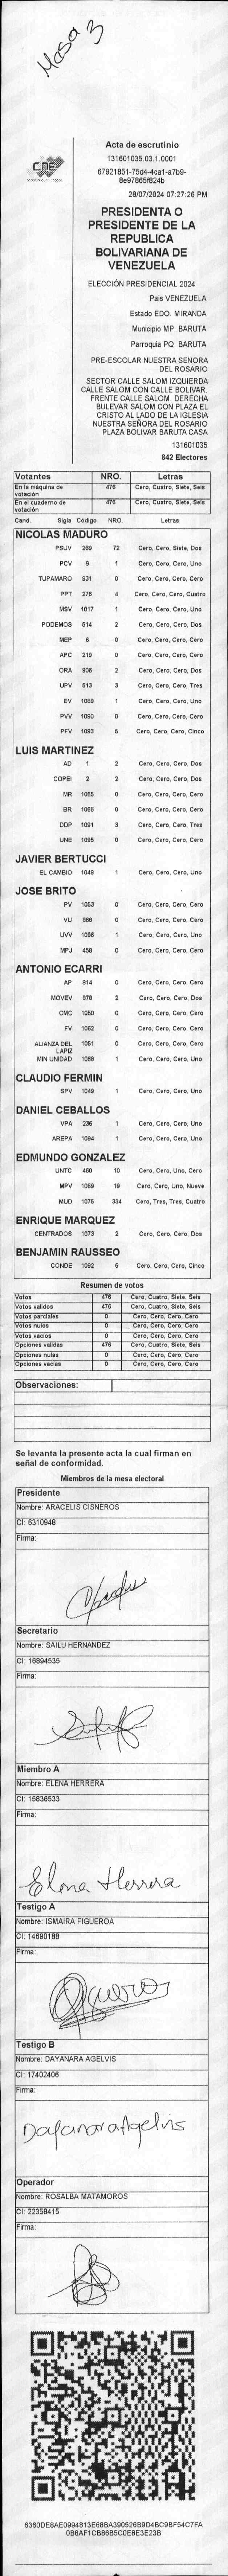 Mesa 3
CNE
Acta de escrutinio
131601035.03.1.0001
67921851-75d4-4ca1-a7b9-
8e97865f824b
28/07/2024 07:27:26 PM
PRESIDENTA O
PRESIDENTE DE LA
REPUBLICA
BOLIVARIANA DE
VENEZUELA
ELECCIÓN PRESIDENCIAL 2024
País VENEZUELA
Estado EDO. MIRANDA
Municipio MP. BARUTA
Parroquia PQ. BARUTA
PRE-ESCOLAR NUESTRA SEÑORA
DEL ROSARIO
SECTOR CALLE SALOM IZQUIERDA
CALLE SALOM CON CALLE BOLIVAR.
FRENTE CALLE SALOM. DERECHA
BULEVAR SALOM CON PLAZA EL
CRISTO AL LADO DE LA IGLESIA
NUESTRA SEÑORA DEL ROSARIO
PLAZA BOLIVAR BARUTA CASA
131601035
842 Electores
Votantes NRO. Letras
En la máquina de votación 476 Cero, Cuatro, Siete, Seis
En el cuaderno de votación 476 Cero, Cuatro, Siete, Seis
Cand. Sigla Código NRO. Letras
NICOLAS MADURO
PSUV 269 72 Cero, Cero, Siete, Dos
PCV 9 1 Cero, Cero, Cero, Uno
TUPAMARO 931 0 Cero, Cero, Cero, Cero
PPT 276 4 Cero, Cero, Cero, Cuatro
MSV 1017 1 Cero, Cero, Cero, Uno
PODEMOS 514 2 Cero, Cero, Cero, Dos
MEP 6 0 Cero, Cero, Cero, Cero
APC 219 0 Cero, Cero, Cero, Cero
ORA 906 2 Cero, Cero, Cero, Dos
UPV 513 3 Cero, Cero, Cero, Tres
EV 1089 1 Cero, Cero, Cero, Uno
PVV 1090 0 Cero, Cero, Cero, Cero
PFV 1093 5 Cero, Cero, Cero, Cinco
LUIS MARTINEZ
AD 1 2 Cero, Cero, Cero, Dos
COPEI 2 2 Cero, Cero, Cero, Dos
MR 1065 0 Cero, Cero, Cero, Cero
BR 1066 0 Cero, Cero, Cero, Cero
DDP 1091 3 Cero, Cero, Cero, Tres
UNE 1095 0 Cero, Cero, Cero, Cero
JAVIER BERTUCCI
EL CAMBIO 1048 1 Cero, Cero, Cero, Uno
JOSE BRITO
PV 1053 0 Cero, Cero, Cero, Cero
VU 868 0 Cero, Cero, Cero, Cero
UVV 1096 1 Cero, Cero, Cero, Uno
MPJ 458 0 Cero, Cero, Cero, Cero
ANTONIO ECARRI
AP 814 0 Cero, Cero, Cero, Cero
MOVEV 878 2 Cero, Cero, Cero, Dos
CMC 1050 0 Cero, Cero, Cero, Cero
FV 1062 0 Cero, Cero, Cero, Cero
ALIANZA DEL LAPIZ 1051 0 Cero, Cero, Cero, Cero
MIN UNIDAD 1068 1 Cero, Cero, Cero, Uno
CLAUDIO FERMIN
SPV 1049 1 Cero, Cero, Cero, Uno
DANIEL CEBALLOS
VPA 236 1 Cero, Cero, Cero, Uno
AREPA 1094 1 Cero, Cero, Cero, Uno
EDMUNDO GONZALEZ
UNTC 460 10 Cero, Cero, Uno, Cero
MPV 1069 19 Cero, Cero, Uno, Nueve
MUD 1075 334 Cero, Tres, Tres, Cuatro
ENRIQUE MARQUEZ
CENTRADOS 1073 2 Cero, Cero, Cero, Dos
BENJAMIN RAUSSEO
CONDE 1092 5 Cero, Cero, Cero, Cinco
Resumen de votos
Votos 476 Cero, Cuatro, Siete, Seis
Votos validos 476 Cero, Cuatro, Siete, Seis
Votos parciales 0 Cero, Cero, Cero, Cero
Votos nulos 0 Cero, Cero, Cero, Cero
Votos vacíos 0 Cero, Cero, Cero, Cero
Opciones validas 476 Cero, Cuatro, Siete, Seis
Opciones nulas 0 Cero, Cero, Cero, Cero
Opciones vacias 0 Cero, Cero, Cero, Cero
Observaciones:
Se levanta la presente acta la cual firman en
señal de conformidad.
Miembros de la mesa electoral
Presidente
Nombre: ARACELIS CISNEROS
CI: 6310948
Firma:
Secretario
Nombre: SAILU HERNANDEZ
CI: 16894535
Firma:
Miembro A
Nombre: ELENA HERRERA
CI: 15836533
Firma:
Elena Herrera
Testigo A
Nombre: ISMAIRA FIGUEROA
CI: 14690188
Firma:
Testigo B
Nombre: DAYANARA AGELVIS
CI: 17402406
Firma:
Dayanara Agelvis
Operador
Nombre: ROSALBA MATAMOROS
CI: 22358415
Firma:
6360DE8AE0994813E68BA390526B9D4BC9BF54C7FA
0B8AF1CB86B5C0E8E3E23B